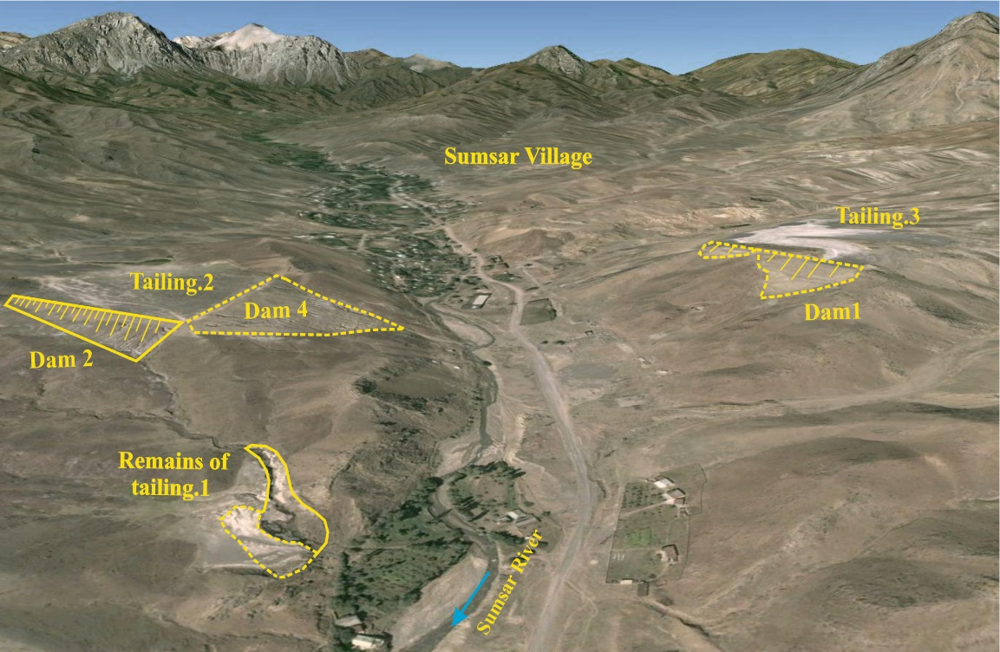 Sumsar Village
Tailing.3
Tailing.2
Dam 4
Dam1
Dam 2
Remains of
tailing.1
Sumsar River